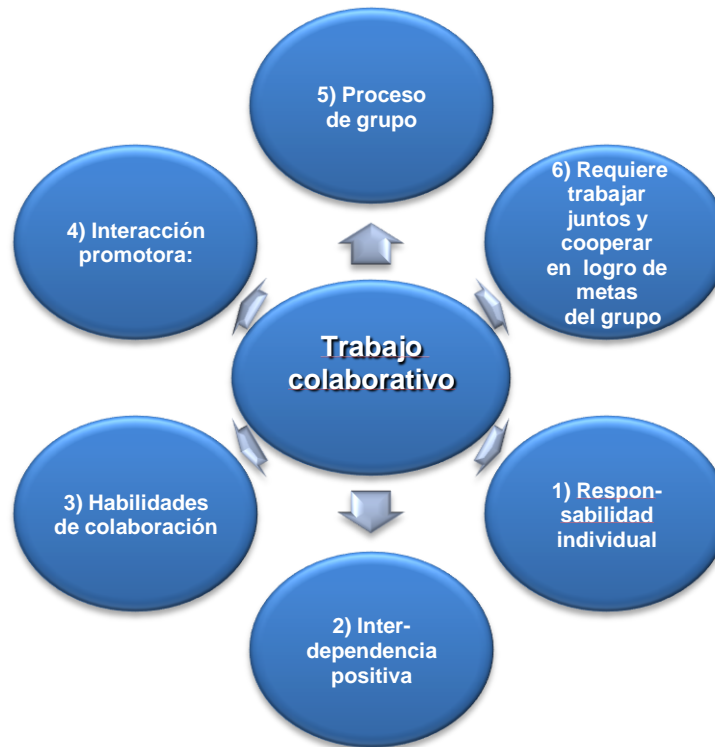 5) Proceso
de grupo
4) Interacción
promotora:
6) Requiere
trabajar
juntos y
cooperar
en logro de
metas
del grupo
Trabajo
colaborativo
3) Habilidades
de colaboración
1) Respon-
sabilidad
individual
2) Inter-
dependencia
positiva